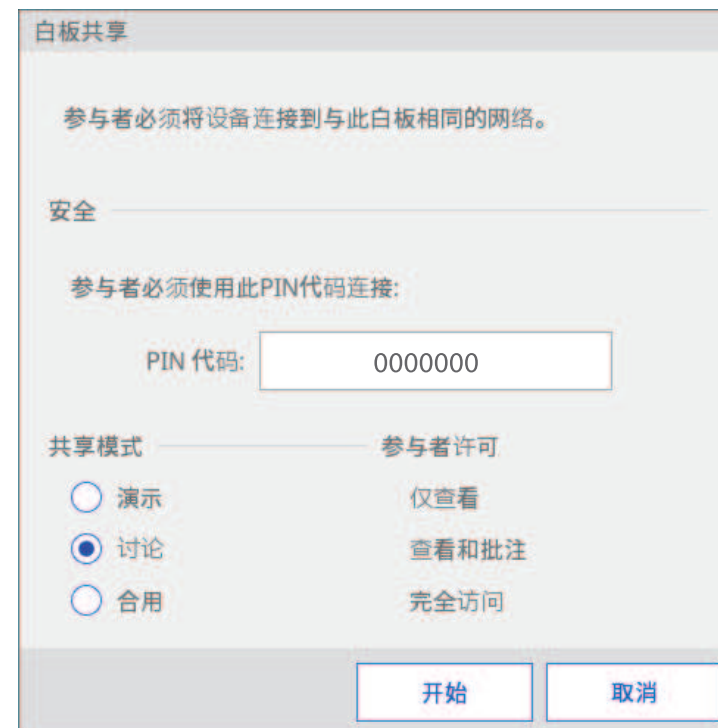 白板共享
参与者必须将设备连接到与此白板相同的网络。
安全
参与者必须使用此PIN代码连接:
PIN 代码: 0000000
共享模式 参与者许可
演示 仅查看
讨论 查看和批注
合用 完全访问
开始 取消